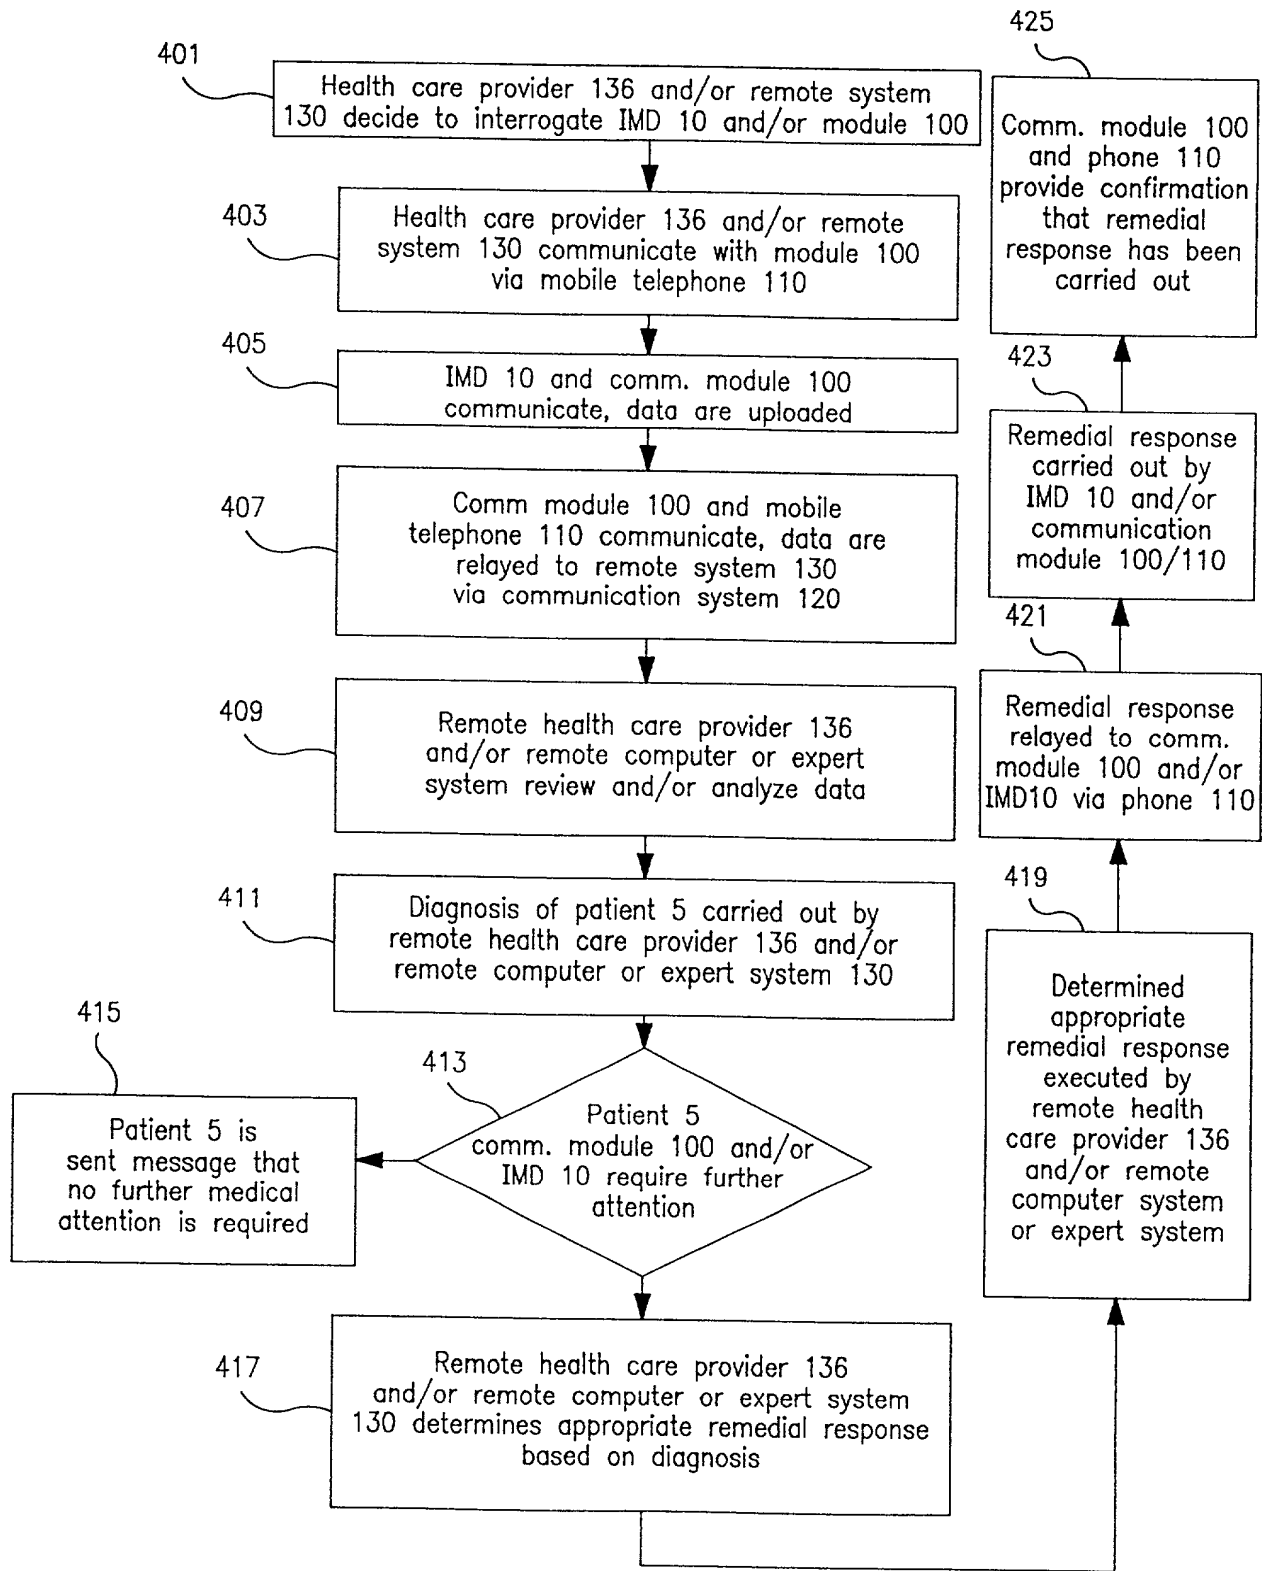 401
Health care provider 136 and/or remote system
130 decide to interrogate IMD 10 and/or module 100
403
Health care provider 136 and/or remote
system 130 communicate with module 100
via mobile telephone 110
405
IMD 10 and comm. module 100
communicate, data are uploaded
407
Comm module 100 and mobile
telephone 110 communicate, data are
relayed to remote system 130
via communication system 120
409
Remote health care provider 136
and/or remote computer or expert
system review and/or analyze data
411
Diagnosis of patient 5 carried out by
remote health care provider 136 and/or
remote computer or expert system 130
413
Patient 5
comm. module 100 and/or
IMD 10 require further
attention
415
Patient 5 is
sent message that
no further medical
attention is required
417
Remote health care provider 136
and/or remote computer or expert system
130 determines appropriate remedial response
based on diagnosis
419
Determined
appropriate
remedial response
executed by
remote health
care provider 136
and/or remote
computer system
or expert system
421
Remedial response
relayed to comm.
module 100 and/or
IMD10 via phone 110
423
Remedial response
carried out by
IMD 10 and/or
communication
module 100/110
425
Comm. module 100
and phone 110
provide confirmation
that remedial
response has been
carried out